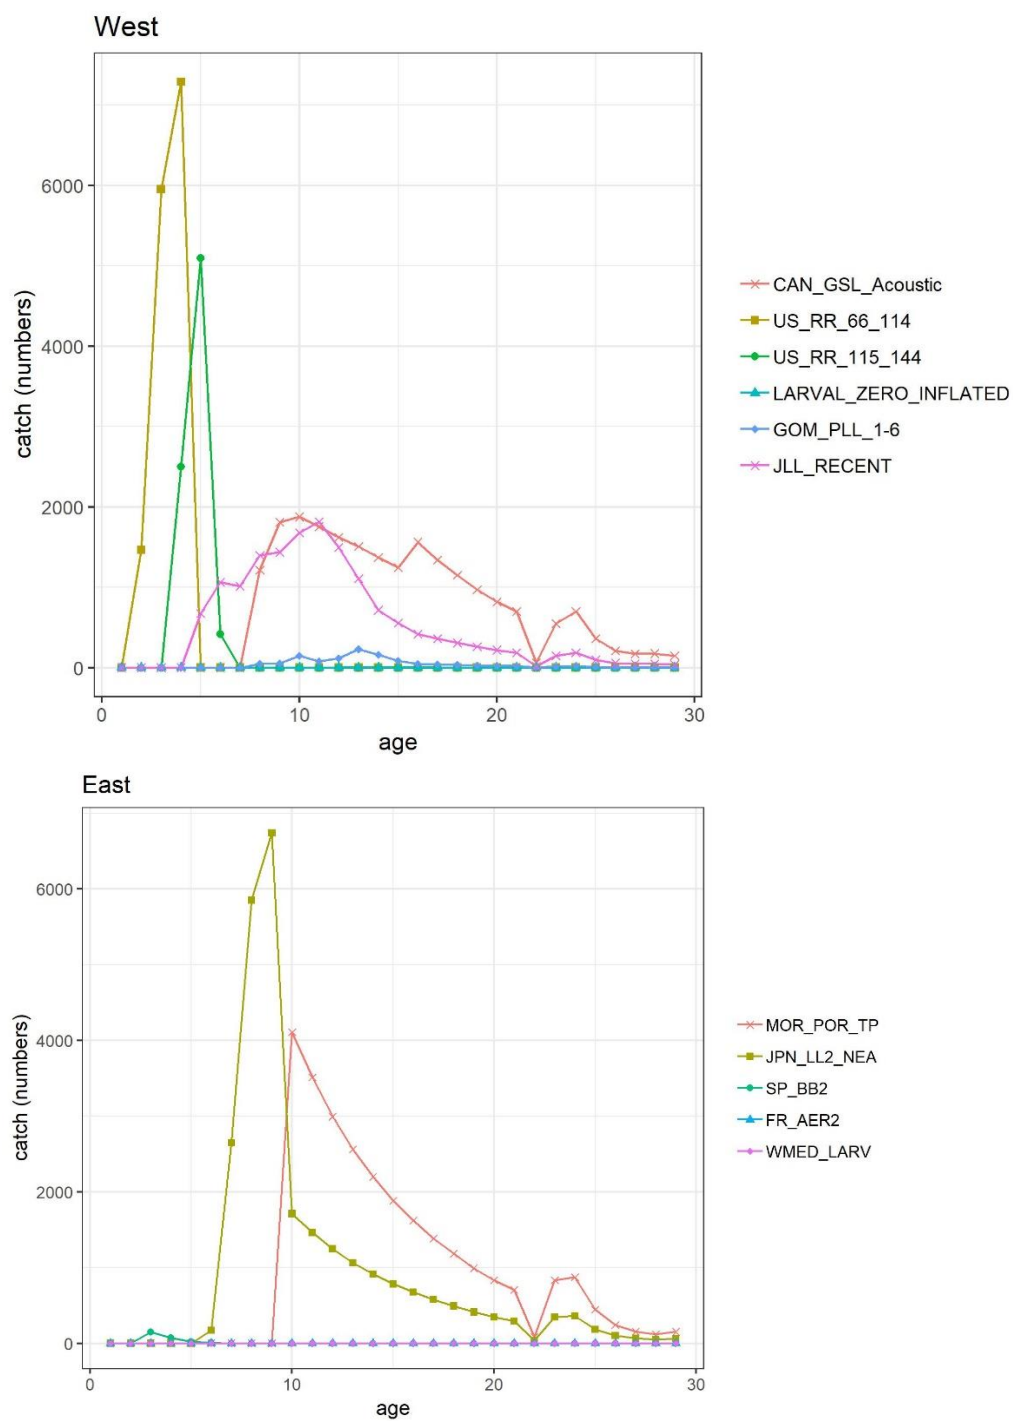 West
6000
4000
2000
0
0 10 20 30
age
catch (numbers)
CAN_GSL_Acoustic
US_RR_66_114
US_RR_115_144
LARVAL_ZERO_INFLATED
GOM_PLL_1-6
JLL_RECENT
East
6000
4000
2000
0
0 10 20 30
age
catch (numbers)
MOR_POR_TP
JPN_LL2_NEA
SP_BB2
FR_AER2
WMED_LARV